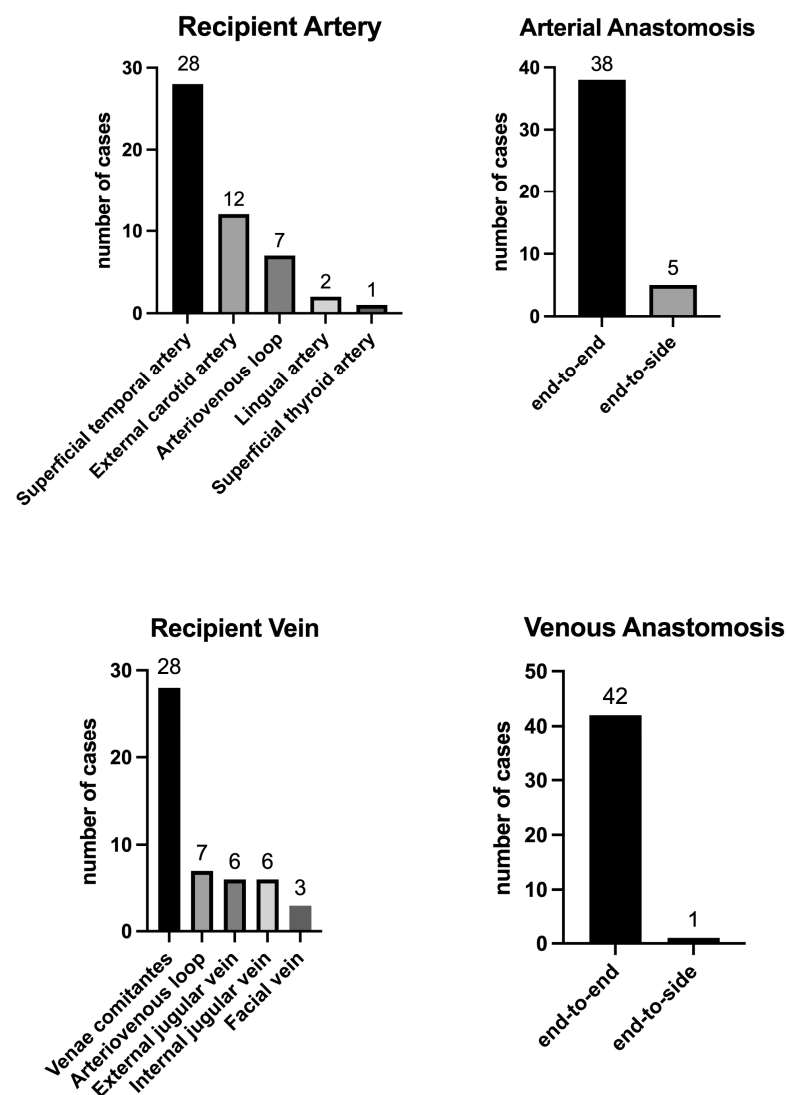 Recipient Artery
number of cases
30
20
10
0
28
12
7
2
1
Superficial temporal artery
External carotid artery
Arteriovenous loop
Lingual artery
Superficial thyroid artery
Arterial Anastomosis
number of cases
40
30
20
10
0
38
5
end-to-end
end-to-side
Recipient Vein
number of cases
30
20
10
0
28
7
6
6
3
Venae comitantes
Arteriovenous loop
External jugular vein
Internal jugular vein
Facial vein
Venous Anastomosis
number of cases
50
40
30
20
10
0
42
1
end-to-end
end-to-side